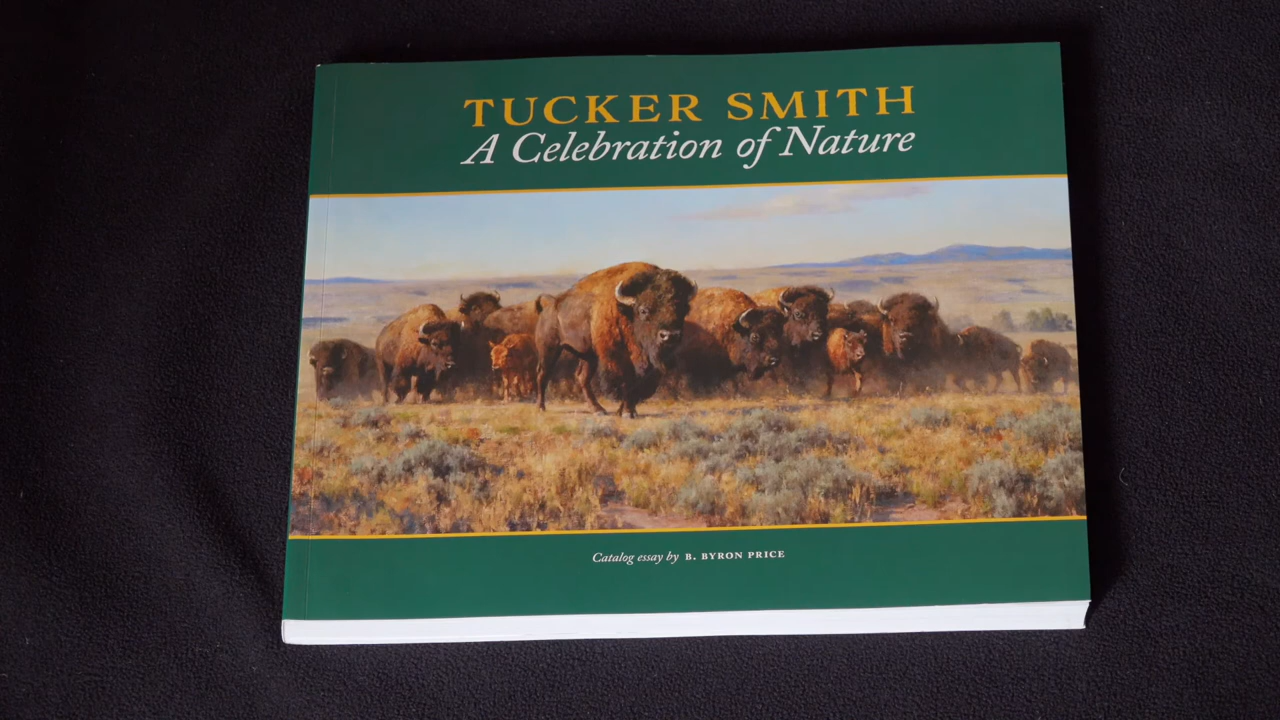 TUCKER SMITH
A Celebration of Nature
Catalog essay by B. BYRON PRICE